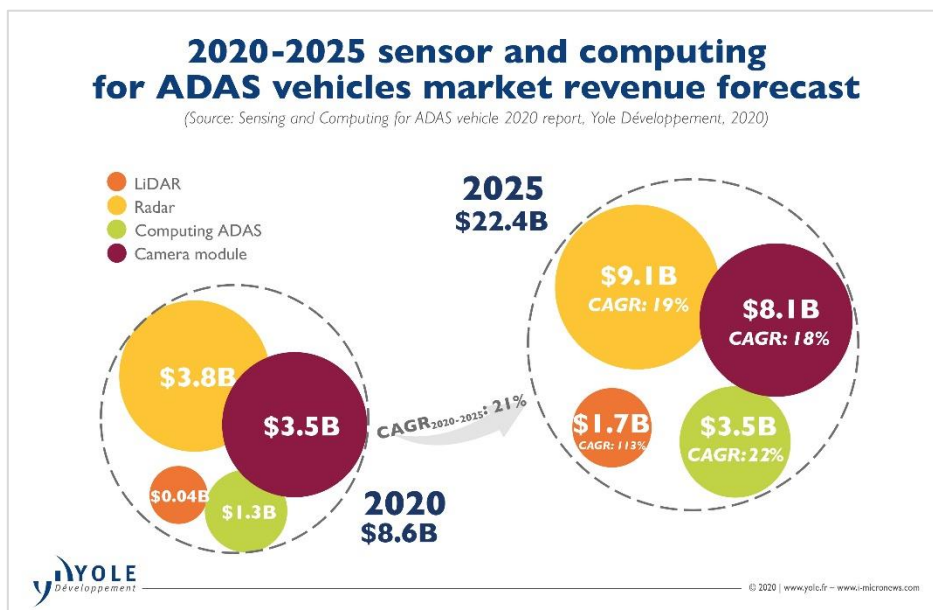 2020-2025 sensor and computing
for ADAS vehicles market revenue forecast
(Source: Sensing and Computing for ADAS vehicle 2020 report, Yole Développement, 2020)
LiDAR
Radar
Computing ADAS
Camera module
2025
$22.4B
$9.1B
CAGR: 19%
$8.1B
CAGR: 18%
$1.7B
CAGR: 113%
$3.5B
CAGR: 22%
$3.8B
$3.5B
$0.04B
$1.3B
CAGR2020-2025: 21%
2020
$8.6B
YOLE
Développement
© 2020 | www.yole.fr – www.i-micronews.com